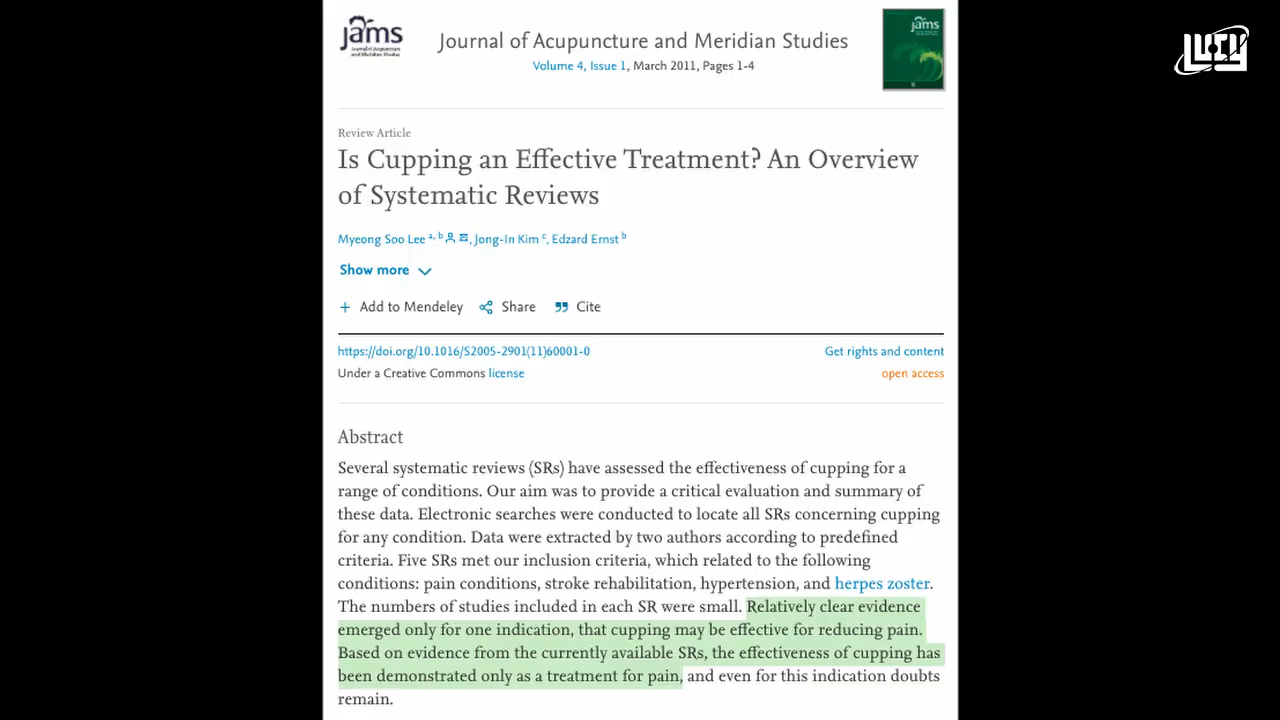 jams
Journal of Acupuncture
and Meridian Studies
Journal of Acupuncture and Meridian Studies
Volume 4, Issue 1, March 2011, Pages 1-4
jams
LUCY
Review Article
Is Cupping an Effective Treatment? An Overview
of Systematic Reviews
Myeong Soo Lee a, b, Jong-In Kim c, Edzard Ernst b
Show more
+ Add to Mendeley Share Cite
https://doi.org/10.1016/S2005-2901(11)60001-0 Get rights and content
Under a Creative Commons license open access
Abstract
Several systematic reviews (SRs) have assessed the effectiveness of cupping for a
range of conditions. Our aim was to provide a critical evaluation and summary of
these data. Electronic searches were conducted to locate all SRs concerning cupping
for any condition. Data were extracted by two authors according to predefined
criteria. Five SRs met our inclusion criteria, which related to the following
conditions: pain conditions, stroke rehabilitation, hypertension, and herpes zoster.
The numbers of studies included in each SR were small. Relatively clear evidence
emerged only for one indication, that cupping may be effective for reducing pain.
Based on evidence from the currently available SRs, the effectiveness of cupping has
been demonstrated only as a treatment for pain, and even for this indication doubts
remain.